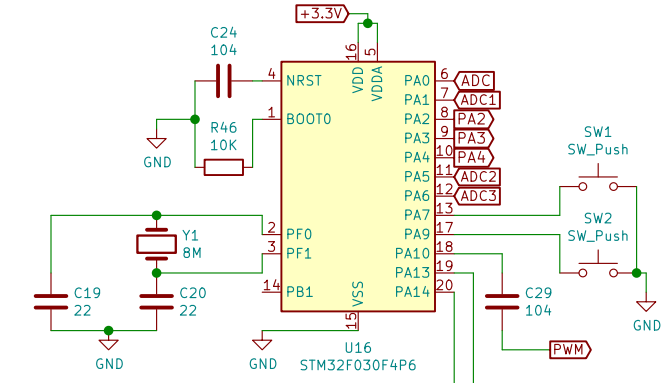 +3.3V
C24
104
16
5
4
NRST
VDD
VDDA
PA0
6
ADC
PA1
7
ADC1
1
BOOT0
PA2
8
PA2
R46
10K
PA3
9
PA3
SW1
SW_Push
GND
PA4
10
PA4
PA5
11
ADC2
PA6
12
ADC3
PA7
13
SW2
SW_Push
2
PF0
PA9
17
Y1
8M
3
PF1
PA10
18
PA13
19
C19
22
C20
22
14
PB1
VSS
PA14
20
C29
104
15
GND
GND
GND
U16
STM32F030F4P6
PWM